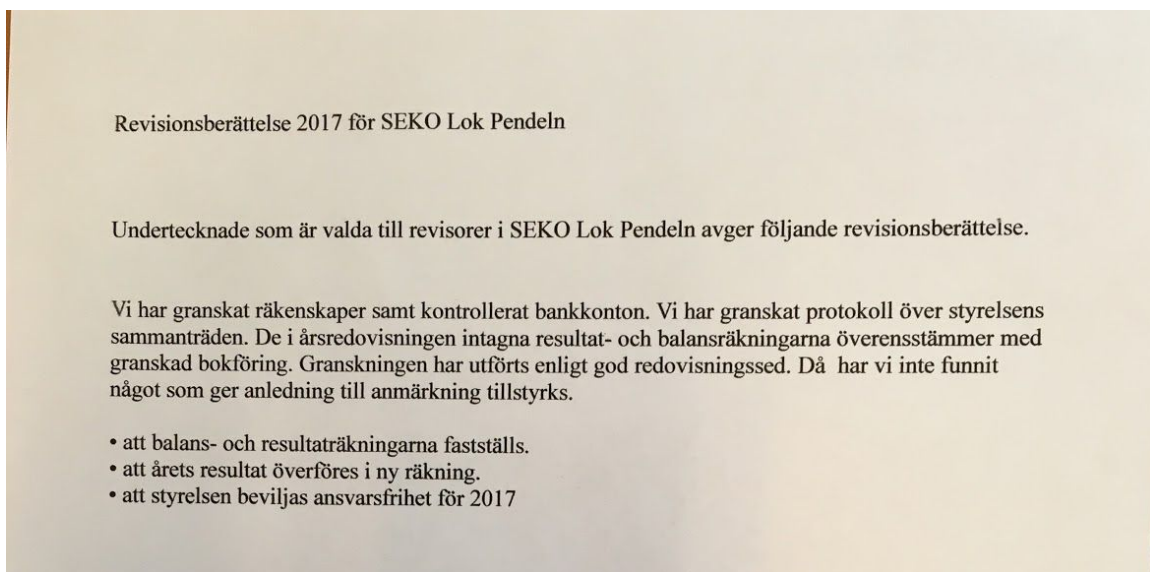 Revisionsberättelse 2017 för SEKO Lok Pendeln
Undertecknade som är valda till revisorer i SEKO Lok Pendeln avger följande revisionsberättelse.
Vi har granskat räkenskaper samt kontrollerat bankkonton. Vi har granskat protokoll över styrelsens
sammanträden. De i årsredovisningen intagna resultat- och balansräkningarna överensstämmer med
granskad bokföring. Granskningen har utförts enligt god redovisningssed. Då  har vi inte funnit
något som ger anledning till anmärkning tillstyrks.
• att balans- och resultaträkningarna fastställs.
• att årets resultat överföres i ny räkning.
• att styrelsen beviljas ansvarsfrihet för 2017